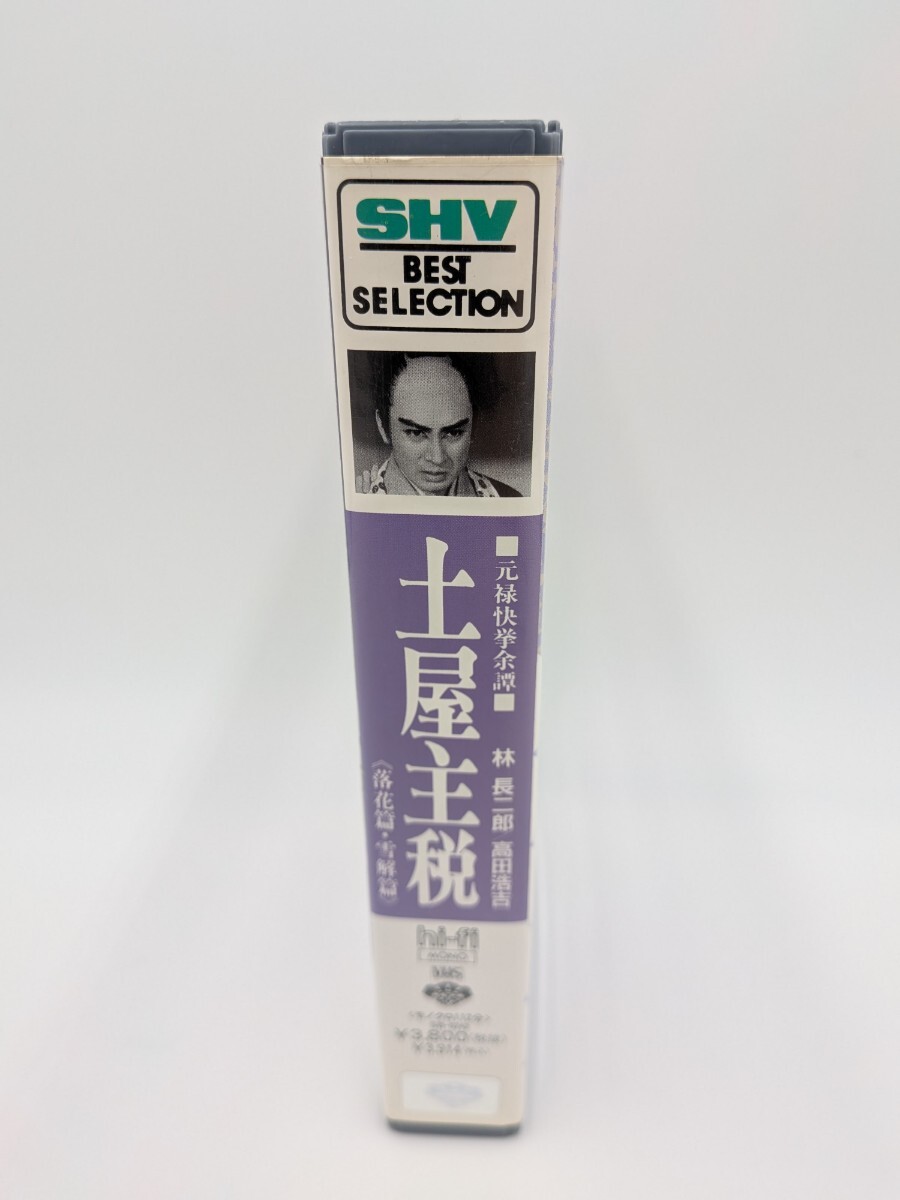 SHV
BEST
SELECTION
■元禄快挙余譚■
林 長二郎 高田浩吉
土屋主税
《落花篇・雪解篇》
hi-fi
MONO
VHS
¥3,800